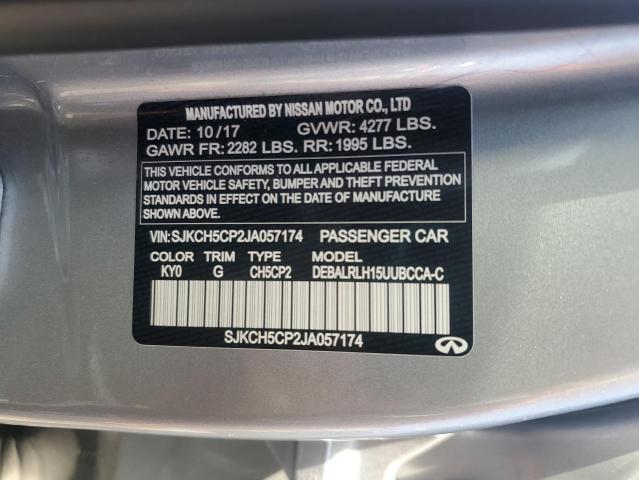 MANUFACTURED BY NISSAN MOTOR CO., LTD
DATE: 10/17 GVWR: 4277 LBS.
GAWR FR: 2282 LBS. RR: 1995 LBS.
THIS VEHICLE CONFORMS TO ALL APPLICABLE FEDERAL
MOTOR VEHICLE SAFETY, BUMPER AND THEFT PREVENTION
STANDARDS IN EFFECT ON THE DATE OF MANUFACTURE
SHOWN ABOVE.
VIN:SJKCH5CP2JA057174 PASSENGER CAR
COLOR TRIM TYPE MODEL
KY0 G CH5CP2 DEBALRLH15UUBCCA-C
SJKCH5CP2JA057174